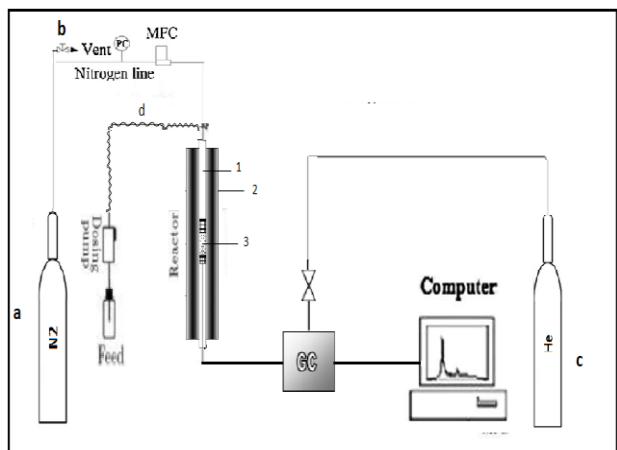 b
Vent
PC
MFC
Nitrogen line
d
1
2
3
Reactor
Dosing
pump
Feed
a
N2
GC
Computer
He
c